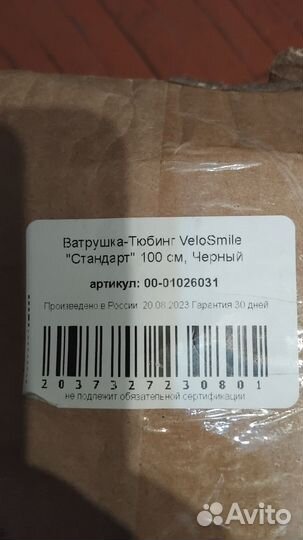 Ватрушка-Тюбинг VeloSmile
"Стандарт" 100 см, Черный
артикул: 00-01026031
Произведено в России 20.08.2023 Гарантия 30 дней
2037327230801
не подлежит обязательной сертификации
Avito